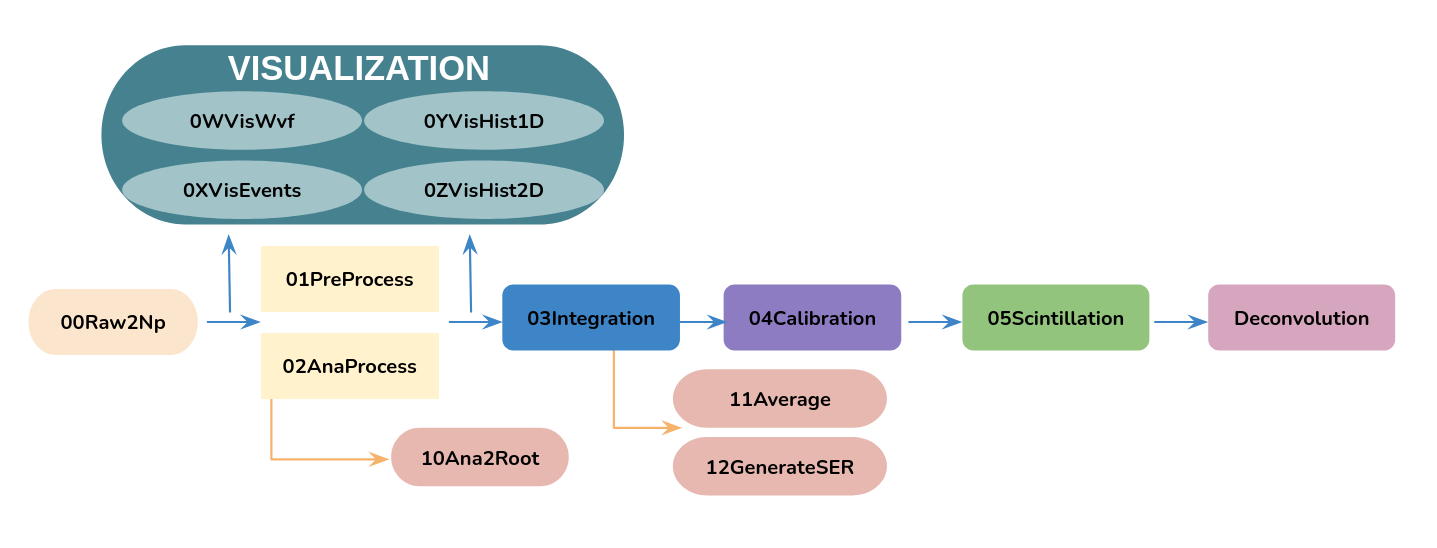 VISUALIZATION
0WVisWvf
0YVisHist1D
0XVisEvents
0ZVisHist2D
01PreProcess
00Raw2Np
03Integration
04Calibration
05Scintillation
Deconvolution
02AnaProcess
11Average
10Ana2Root
12GenerateSER